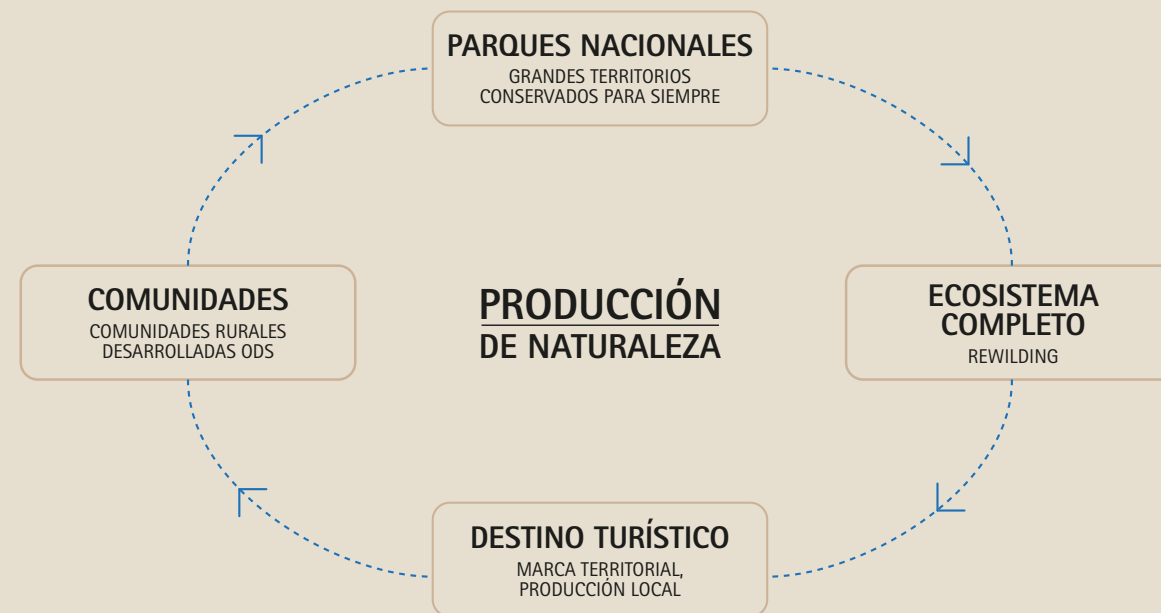 PARQUES NACIONALES
GRANDES TERRITORIOS
CONSERVADOS PARA SIEMPRE
COMUNIDADES
COMUNIDADES RURALES
DESARROLLADAS ODS
PRODUCCIÓN
DE NATURALEZA
ECOSISTEMA
COMPLETO
REWILDING
DESTINO TURÍSTICO
MARCA TERRITORIAL,
PRODUCCIÓN LOCAL